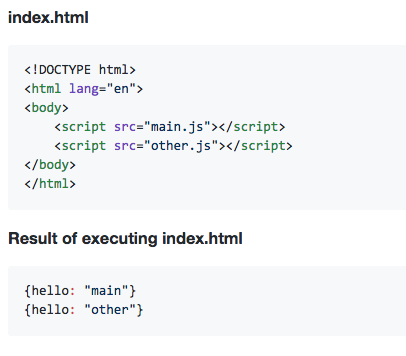 index.html
<!DOCTYPE html>
<html lang="en">
<body>
    <script src="main.js"></script>
    <script src="other.js"></script>
</body>
</html>
Result of executing index.html
{hello: "main"}
{hello: "other"}